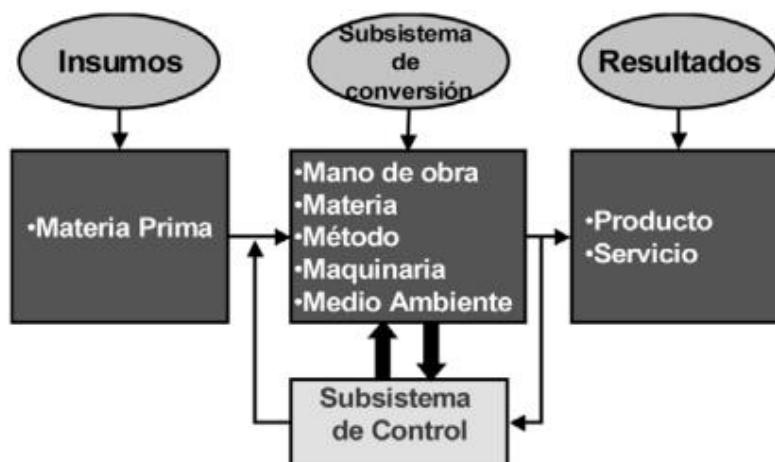 Insumos
Subsistema
de
conversión
Resultados
•Materia Prima
•Mano de obra
•Materia
•Método
•Maquinaria
•Medio Ambiente
•Producto
•Servicio
Subsistema
de Control